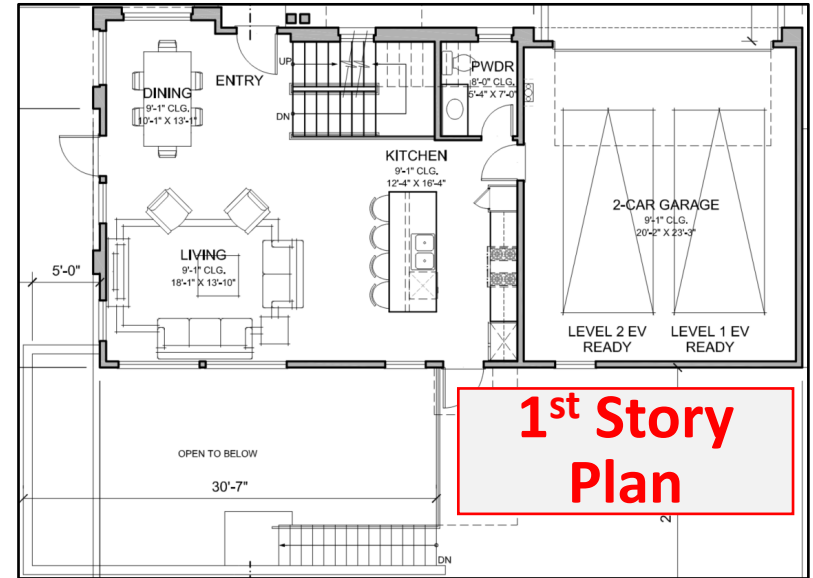 UP
PWDR
8'-0" CLG.
5'-4" X 7'-0"
ENTRY
DINING
9'-1" CLG.
10'-1" X 13'-1"
DN
KITCHEN
9'-1" CLG.
12'-4" X 16'-4"
2-CAR GARAGE
9'-1" CLG.
20'-2" X 23'-3"
LIVING
9'-1" CLG.
18'-1" X 13'-10"
5'-0"
LEVEL 2 EV
READY
LEVEL 1 EV
READY
1st Story
Plan
OPEN TO BELOW
30'-7"
DN